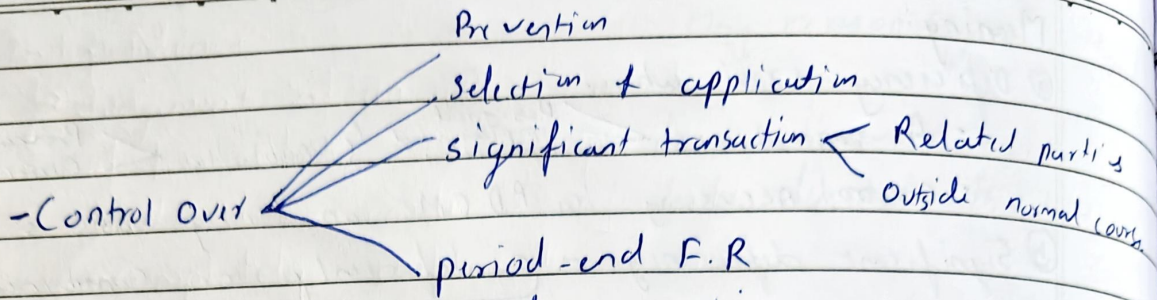 Prevention
selection & application
significant transaction < Related parties
Outside normal course
- Control Over
period-end F.R